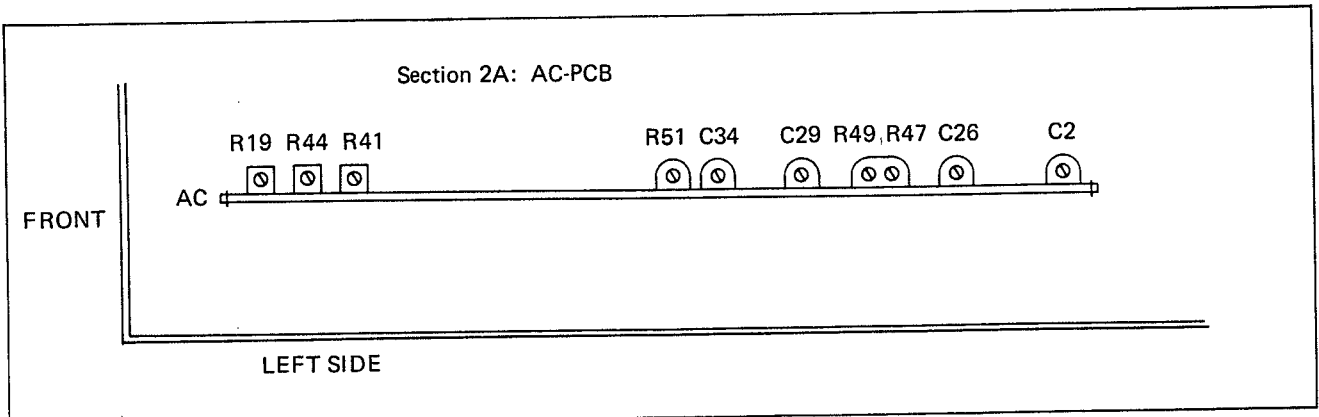 Section 2A: AC-PCB
R19 R44 R41 R51 C34 C29 R49, R47 C26 C2
AC
FRONT
LEFT SIDE